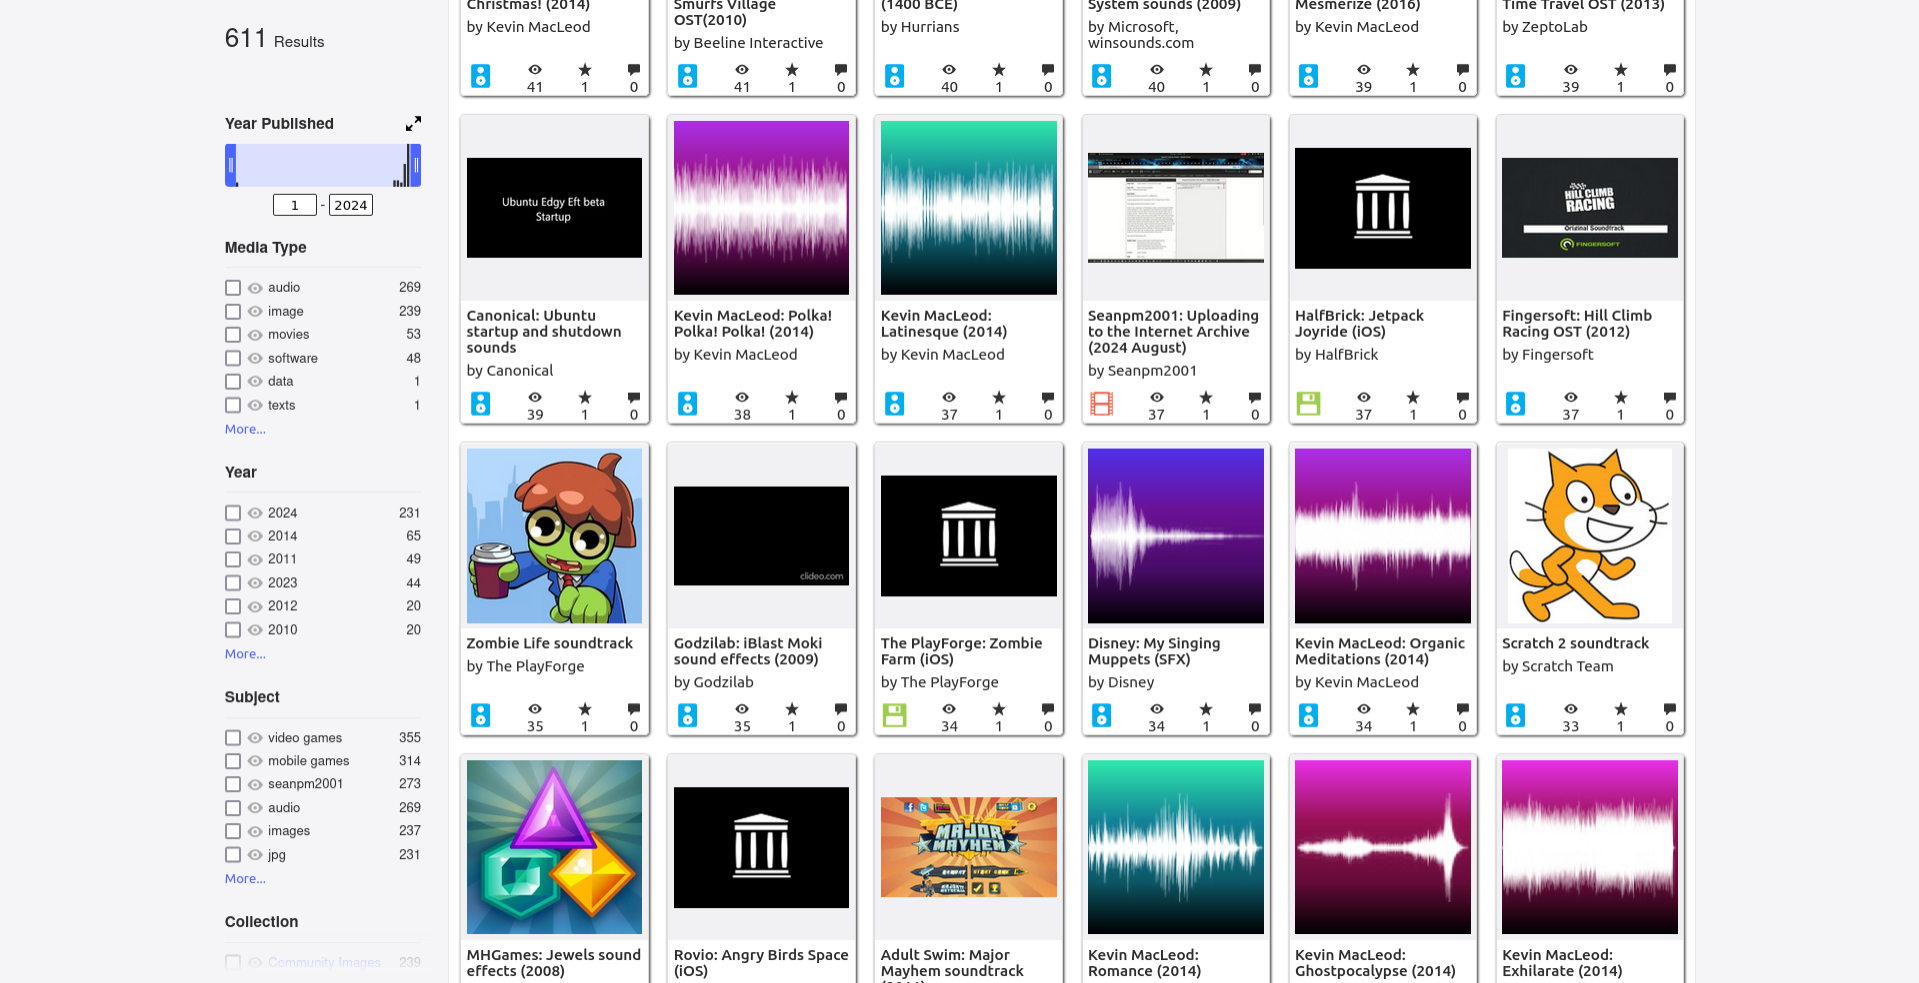 611 Results
Year Published
1 - 2024
Media Type
audio 269
image 239
movies 53
software 48
data 1
texts 1
More...
Year
2024 231
2014 65
2011 49
2023 44
2012 20
2010 20
More...
Subject
video games 355
mobile games 314
seanpm2001 273
audio 269
images 237
jpg 231
More...
Collection
Community Images 239
Christmas! (2014)
by Kevin MacLeod
41 1 0
Smurfs Village
OST(2010)
by Beeline Interactive
41 1 0
(1400 BCE)
by Hurrians
40 1 0
System sounds (2009)
by Microsoft,
winsounds.com
40 1 0
Mesmerize (2016)
by Kevin MacLeod
39 1 0
Time Travel OST (2013)
by ZeptoLab
39 1 0
Ubuntu Edgy Eft beta
Startup
Canonical: Ubuntu
startup and shutdown
sounds
by Canonical
39 1 0
Kevin MacLeod: Polka!
Polka! Polka! (2014)
by Kevin MacLeod
38 1 0
Kevin MacLeod:
Latinesque (2014)
by Kevin MacLeod
37 1 0
Seanpm2001: Uploading
to the Internet Archive
(2024 August)
by Seanpm2001
37 1 0
HalfBrick: Jetpack
Joyride (iOS)
by HalfBrick
37 1 0
HILL CLIMB
RACING
Original Soundtrack
FINGERSOFT
Fingersoft: Hill Climb
Racing OST (2012)
by Fingersoft
37 1 0
Zombie Life soundtrack
by The PlayForge
35 1 0
clideo.com
Godzilab: iBlast Moki
sound effects (2009)
by Godzilab
35 1 0
The PlayForge: Zombie
Farm (iOS)
by The PlayForge
34 1 0
Disney: My Singing
Muppets (SFX)
by Disney
34 1 0
Kevin MacLeod: Organic
Meditations (2014)
by Kevin MacLeod
34 1 0
Scratch 2 soundtrack
by Scratch Team
33 1 0
MHGames: Jewels sound
effects (2008)
Rovio: Angry Birds Space
(iOS)
MAJOR
MAYHEM
Adult Swim: Major
Mayhem soundtrack
Kevin MacLeod:
Romance (2014)
Kevin MacLeod:
Ghostpocalypse (2014)
Kevin MacLeod:
Exhilarate (2014)